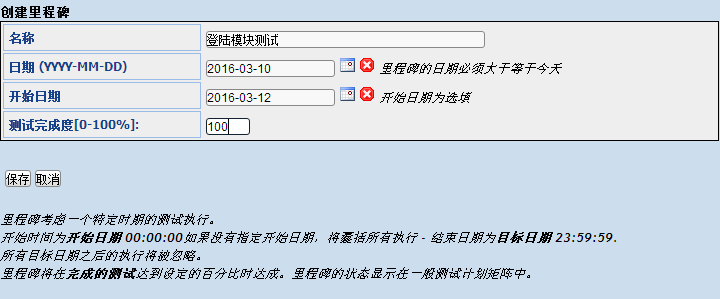 创建里程碑
名称 登陆模块测试
日期 (YYYY-MM-DD) 2016-03-10 里程碑的日期必须大于等于今天
开始日期 2016-03-12 开始日期为选填
测试完成度[0-100%]: 100
保存 取消
里程碑考虑一个特定时期的测试执行。
开始时间为开始日期 00:00:00如果没有指定开始日期，将囊括所有执行 - 结束日期为目标日期 23:59:59.
所有目标日期之后的执行将被忽略。
里程碑将在完成的测试达到设定的百分比时达成。里程碑的状态显示在一般测试计划矩阵中。